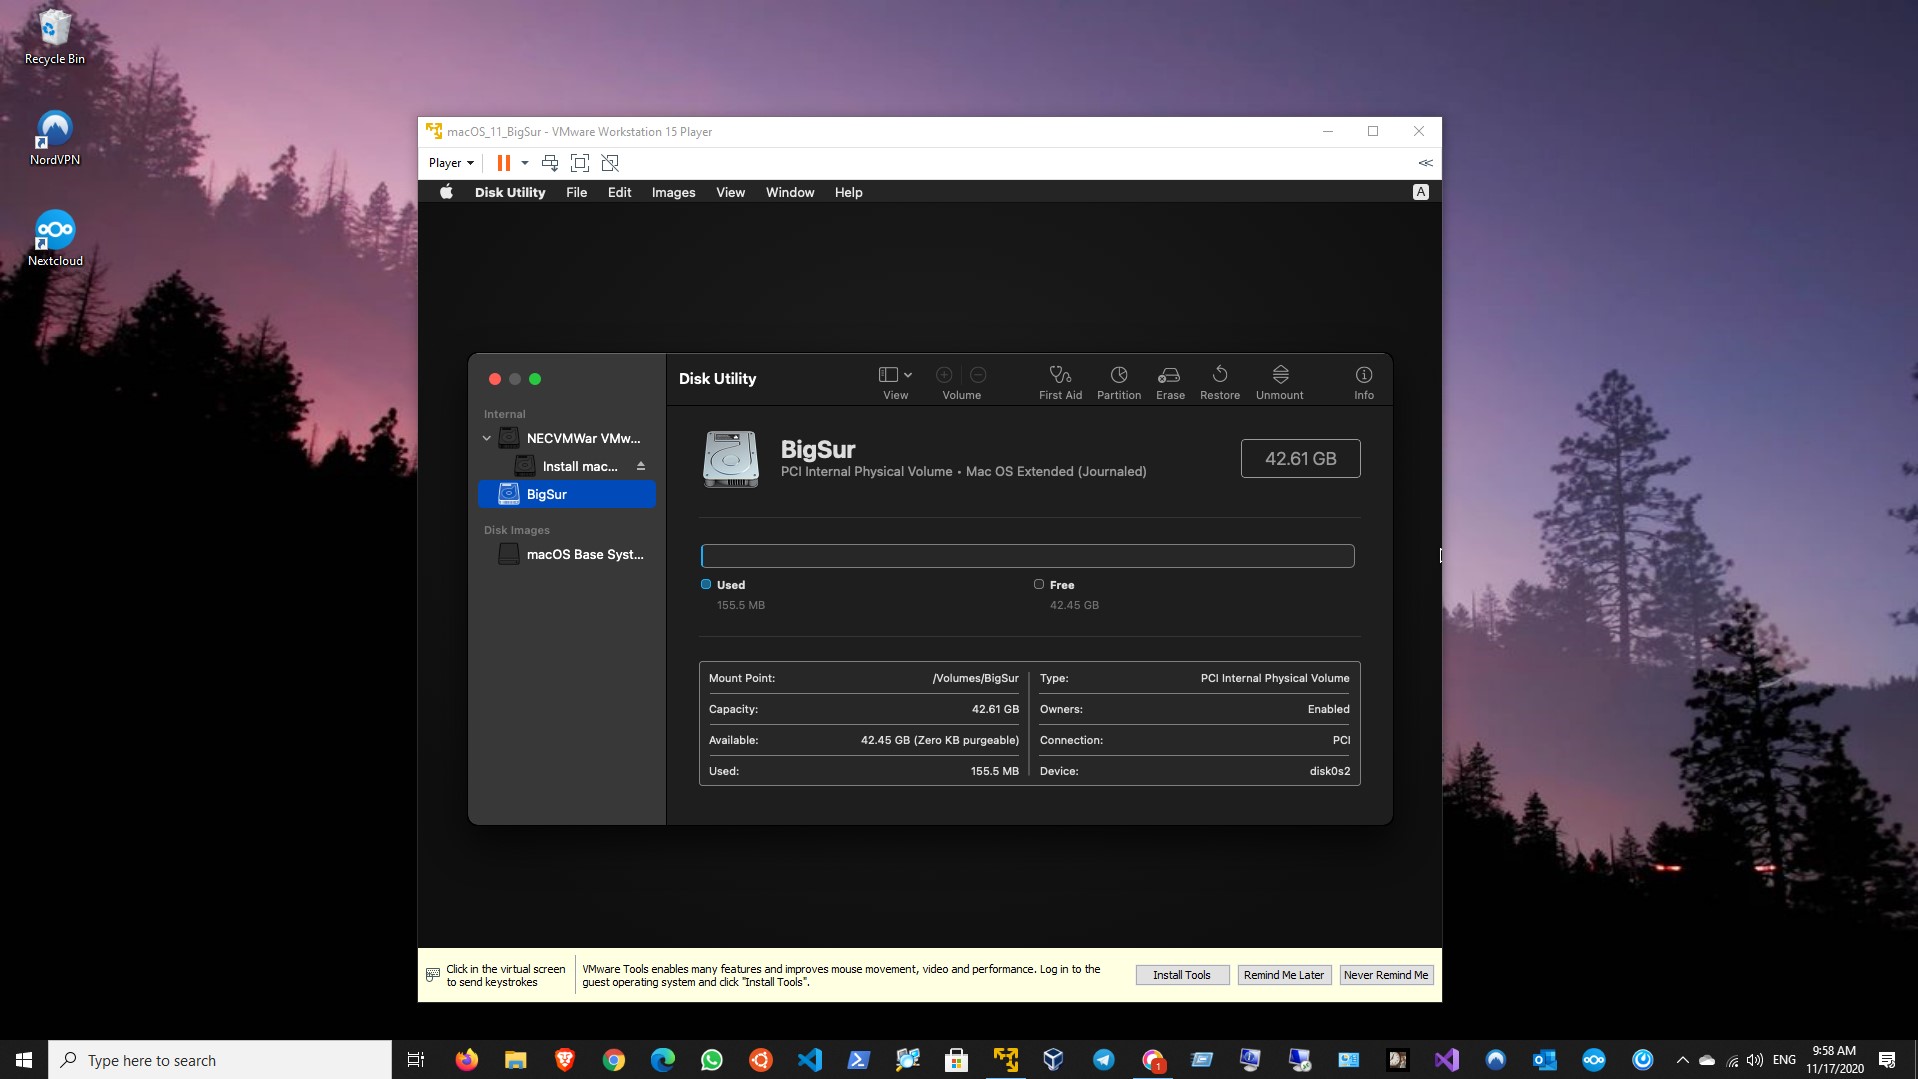 Recycle Bin
NordVPN
Nextcloud
macOS_11_BigSur - VMware Workstation 15 Player
Player
Disk Utility File Edit Images View Window Help
A
Disk Utility
View
Volume
First Aid
Partition
Erase
Restore
Unmount
Info
Internal
NECVMWar VMw...
Install mac...
BigSur
Disk Images
macOS Base Syst...
BigSur
PCI Internal Physical Volume • Mac OS Extended (Journaled)
42.61 GB
Used
155.5 MB
Free
42.45 GB
Mount Point: /Volumes/BigSur
Capacity: 42.61 GB
Available: 42.45 GB (Zero KB purgeable)
Used: 155.5 MB
Type: PCI Internal Physical Volume
Owners: Enabled
Connection: PCI
Device: disk0s2
Click in the virtual screen
to send keystrokes
VMware Tools enables many features and improves mouse movement, video and performance. Log in to the
guest operating system and click "Install Tools".
Install Tools
Remind Me Later
Never Remind Me
Type here to search
1
ENG
9:58 AM
11/17/2020